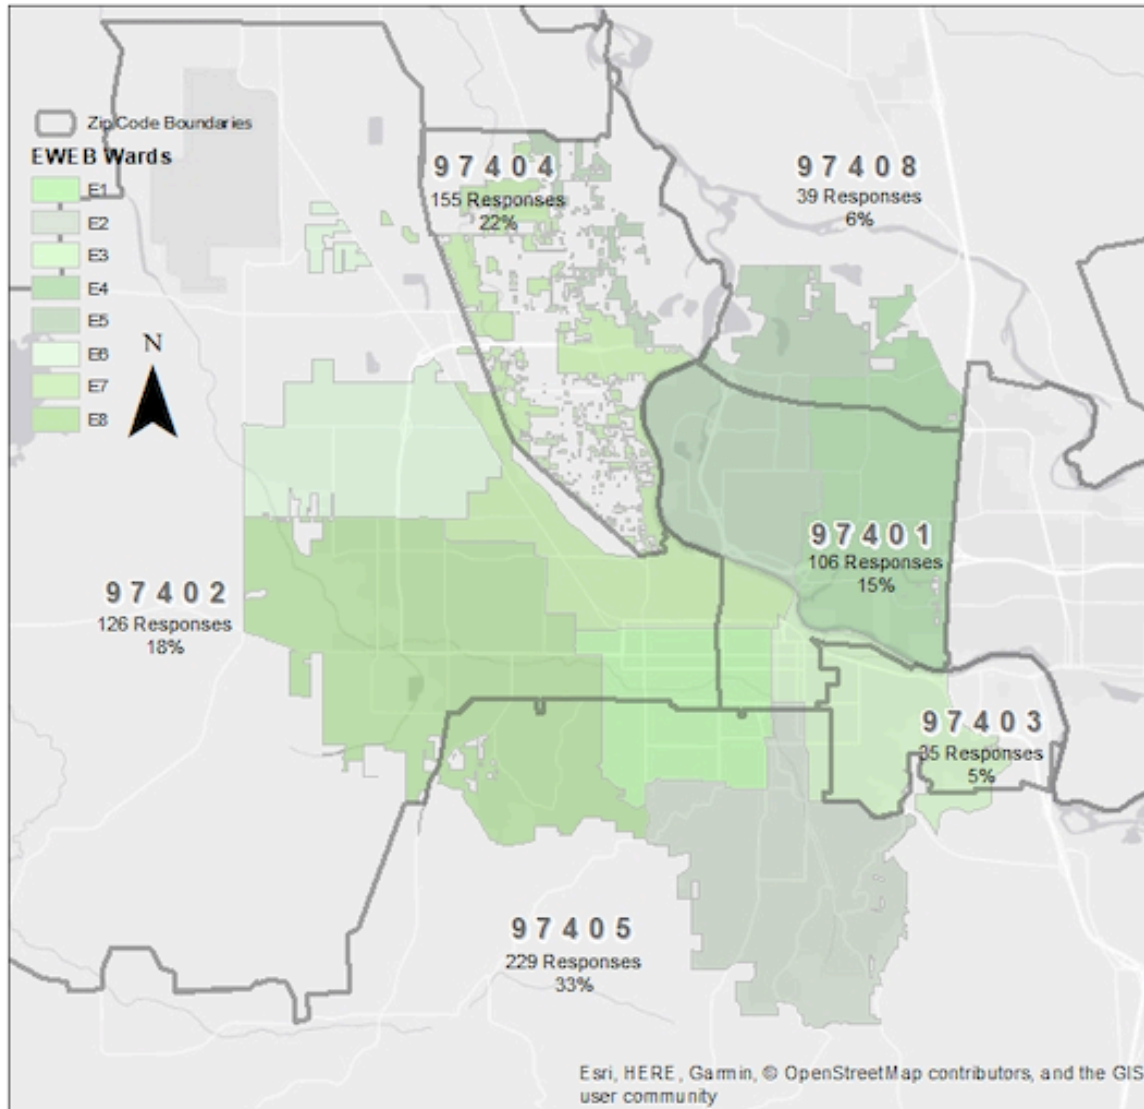 Zip Code Boundaries
EWEB Wards
E1
E2
E3
E4
E5
E6
E7
E8
N
97404
155 Responses
22%
97408
39 Responses
6%
97401
106 Responses
15%
97402
126 Responses
18%
97403
35 Responses
5%
97405
229 Responses
33%
Esri, HERE, Garmin, © OpenStreetMap contributors, and the GIS
user community